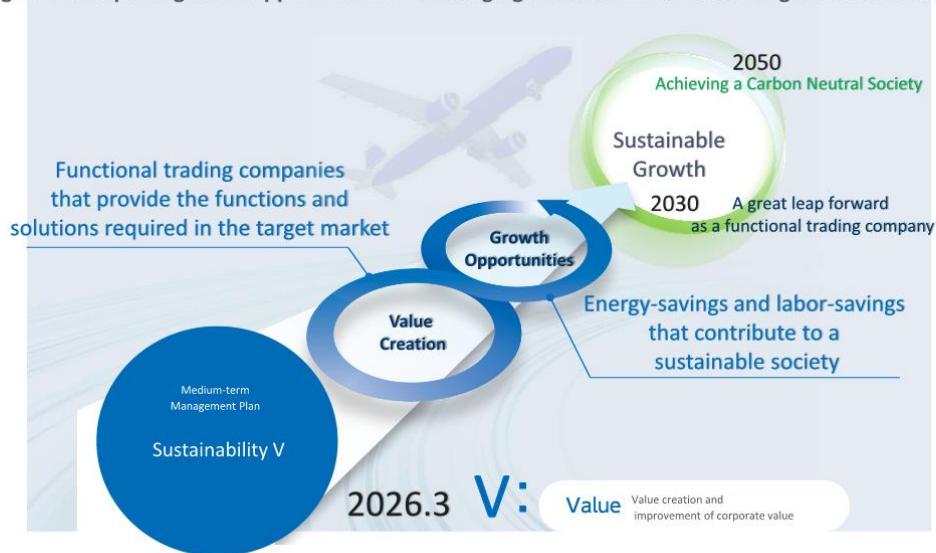 2050
Achieving a Carbon Neutral Society
Sustainable
Growth
2030
A great leap forward
as a functional trading company
Functional trading companies
that provide the functions and
solutions required in the target market
Growth
Opportunities
Value
Creation
Energy-savings and labor-savings
that contribute to a
sustainable society
Medium-term
Management Plan
Sustainability V
2026.3
V:
Value
Value creation and
improvement of corporate value